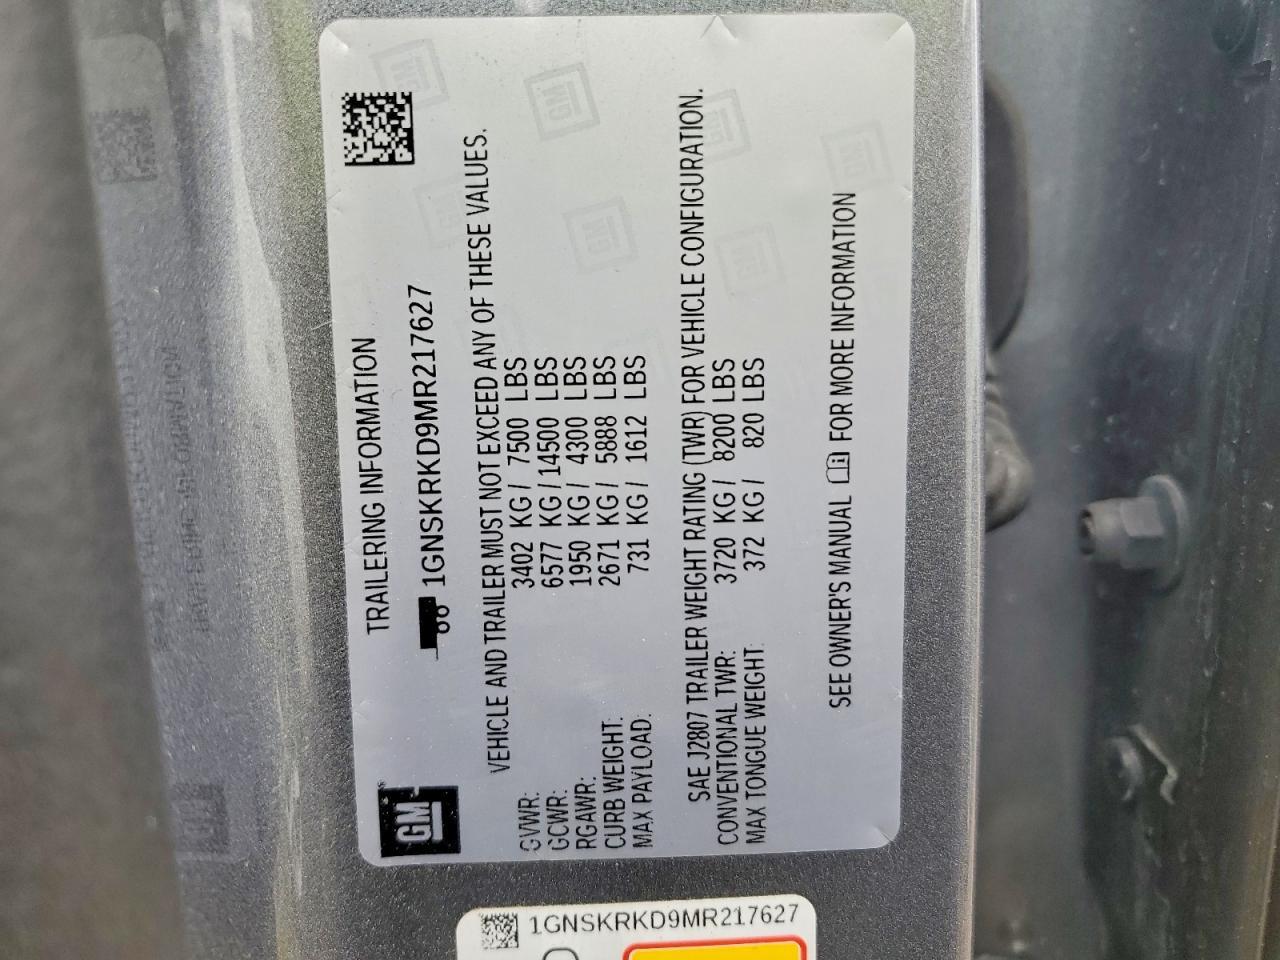 GM
TRAILERING INFORMATION
1GNSKRKD9MR217627
VEHICLE AND TRAILER MUST NOT EXCEED ANY OF THESE VALUES.
GVWR: 3402 KG / 7500 LBS
GCWR: 6577 KG / 14500 LBS
RGAWR: 1950 KG / 4300 LBS
CURB WEIGHT: 2671 KG / 5888 LBS
MAX PAYLOAD: 731 KG / 1612 LBS
SAE J2807 TRAILER WEIGHT RATING (TWR) FOR VEHICLE CONFIGURATION.
CONVENTIONAL TWR: 3720 KG / 8200 LBS
MAX TONGUE WEIGHT: 372 KG / 820 LBS
SEE OWNER'S MANUAL FOR MORE INFORMATION
1GNSKRKD9MR217627